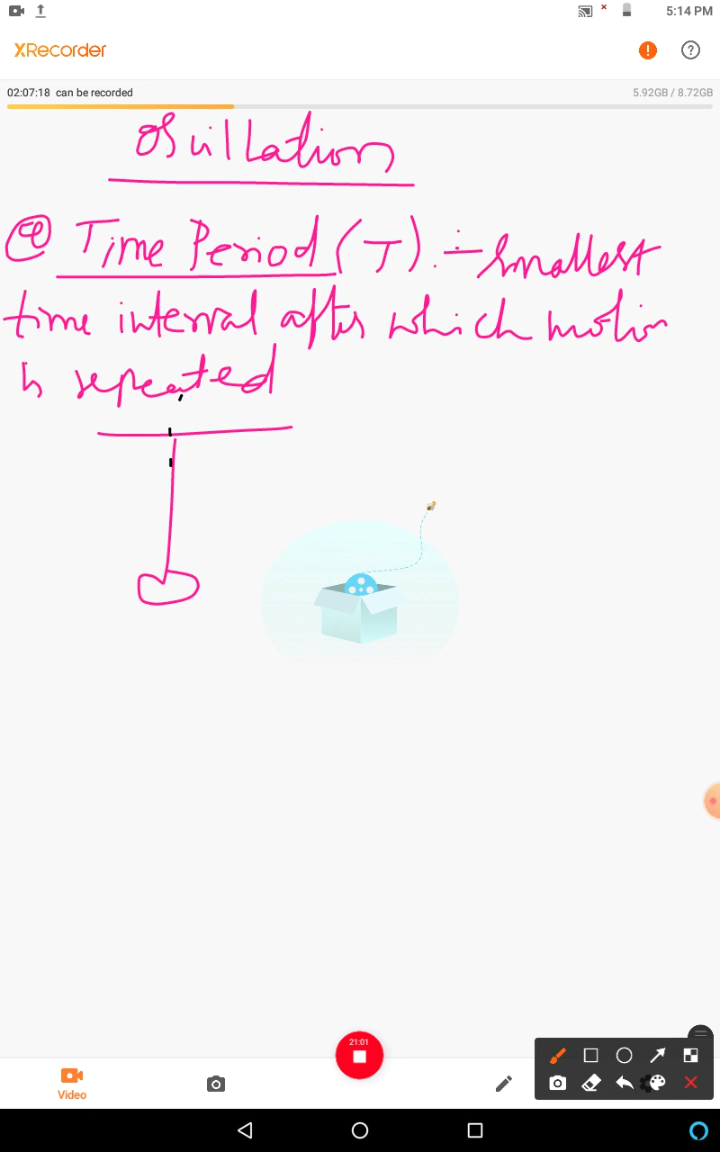 5:14 PM
XRecorder
02:07:18 can be recorded
5.92GB / 8.72GB
Oscillation
@ Time Period (T) :- Smallest
time interval after which motion
is repeated
21:01
Video